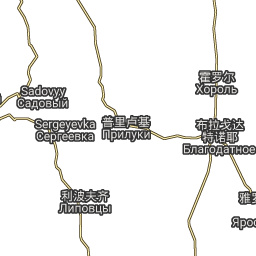 霍罗尔
Хороль
Sadovyy
Садовый
Sergeyevka
Сергеевка
普里卢基
Прилуки
布拉戈达
特诺耶
Благодатное
利波夫齐
Липовцы